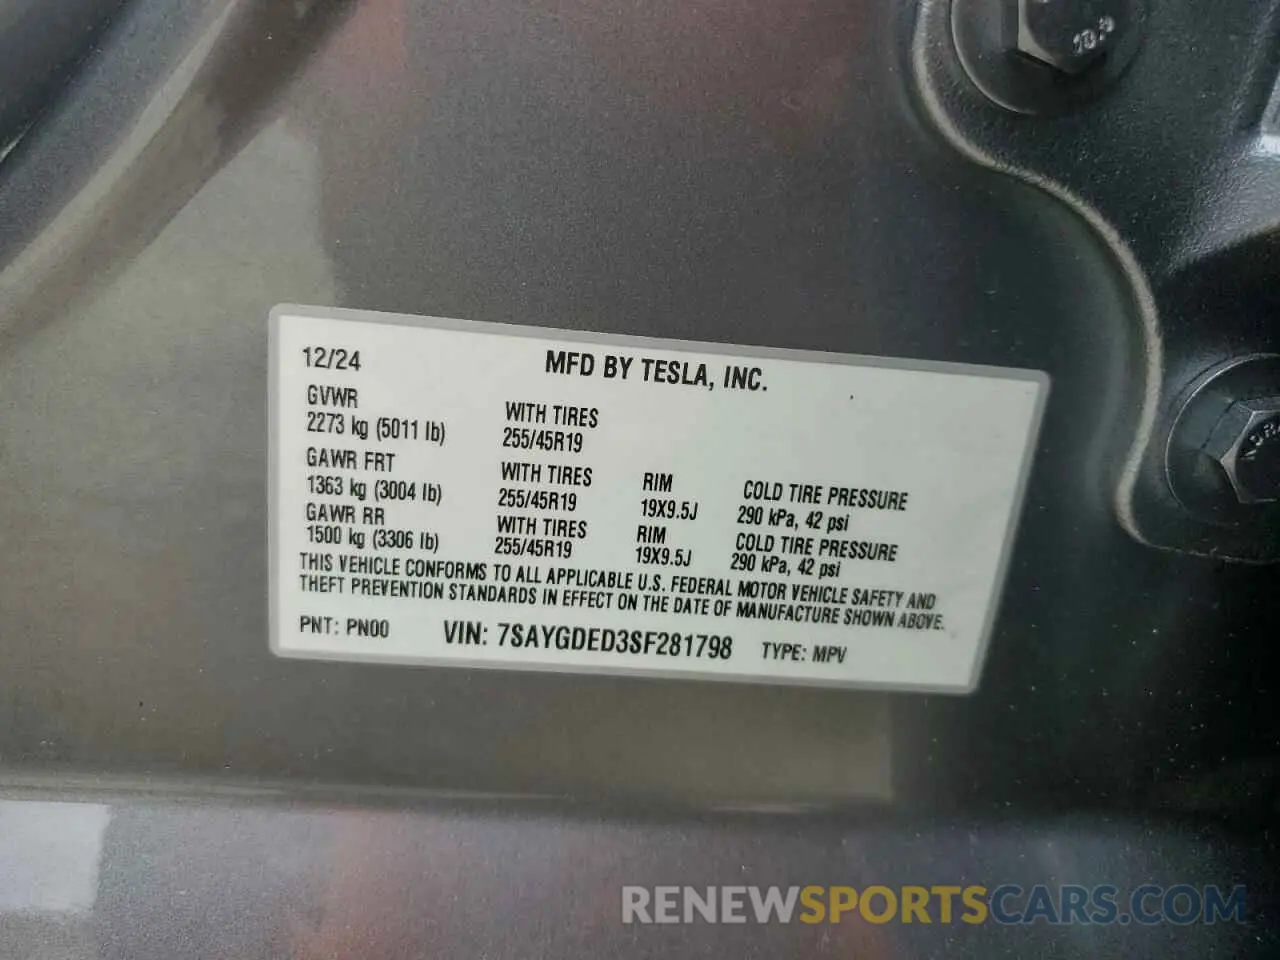 12/24 MFD BY TESLA, INC.
GVWR WITH TIRES
2273 kg (5011 lb) 255/45R19
GAWR FRT WITH TIRES RIM COLD TIRE PRESSURE
1363 kg (3004 lb) 255/45R19 19X9.5J 290 kPa, 42 psi
GAWR RR WITH TIRES RIM COLD TIRE PRESSURE
1500 kg (3306 lb) 255/45R19 19X9.5J 290 kPa, 42 psi
THIS VEHICLE CONFORMS TO ALL APPLICABLE U.S. FEDERAL MOTOR VEHICLE SAFETY AND
THEFT PREVENTION STANDARDS IN EFFECT ON THE DATE OF MANUFACTURE SHOWN ABOVE.
PNT: PN00 VIN: 7SAYGDED3SF281798 TYPE: MPV
RENEWSPORTSCARS.COM